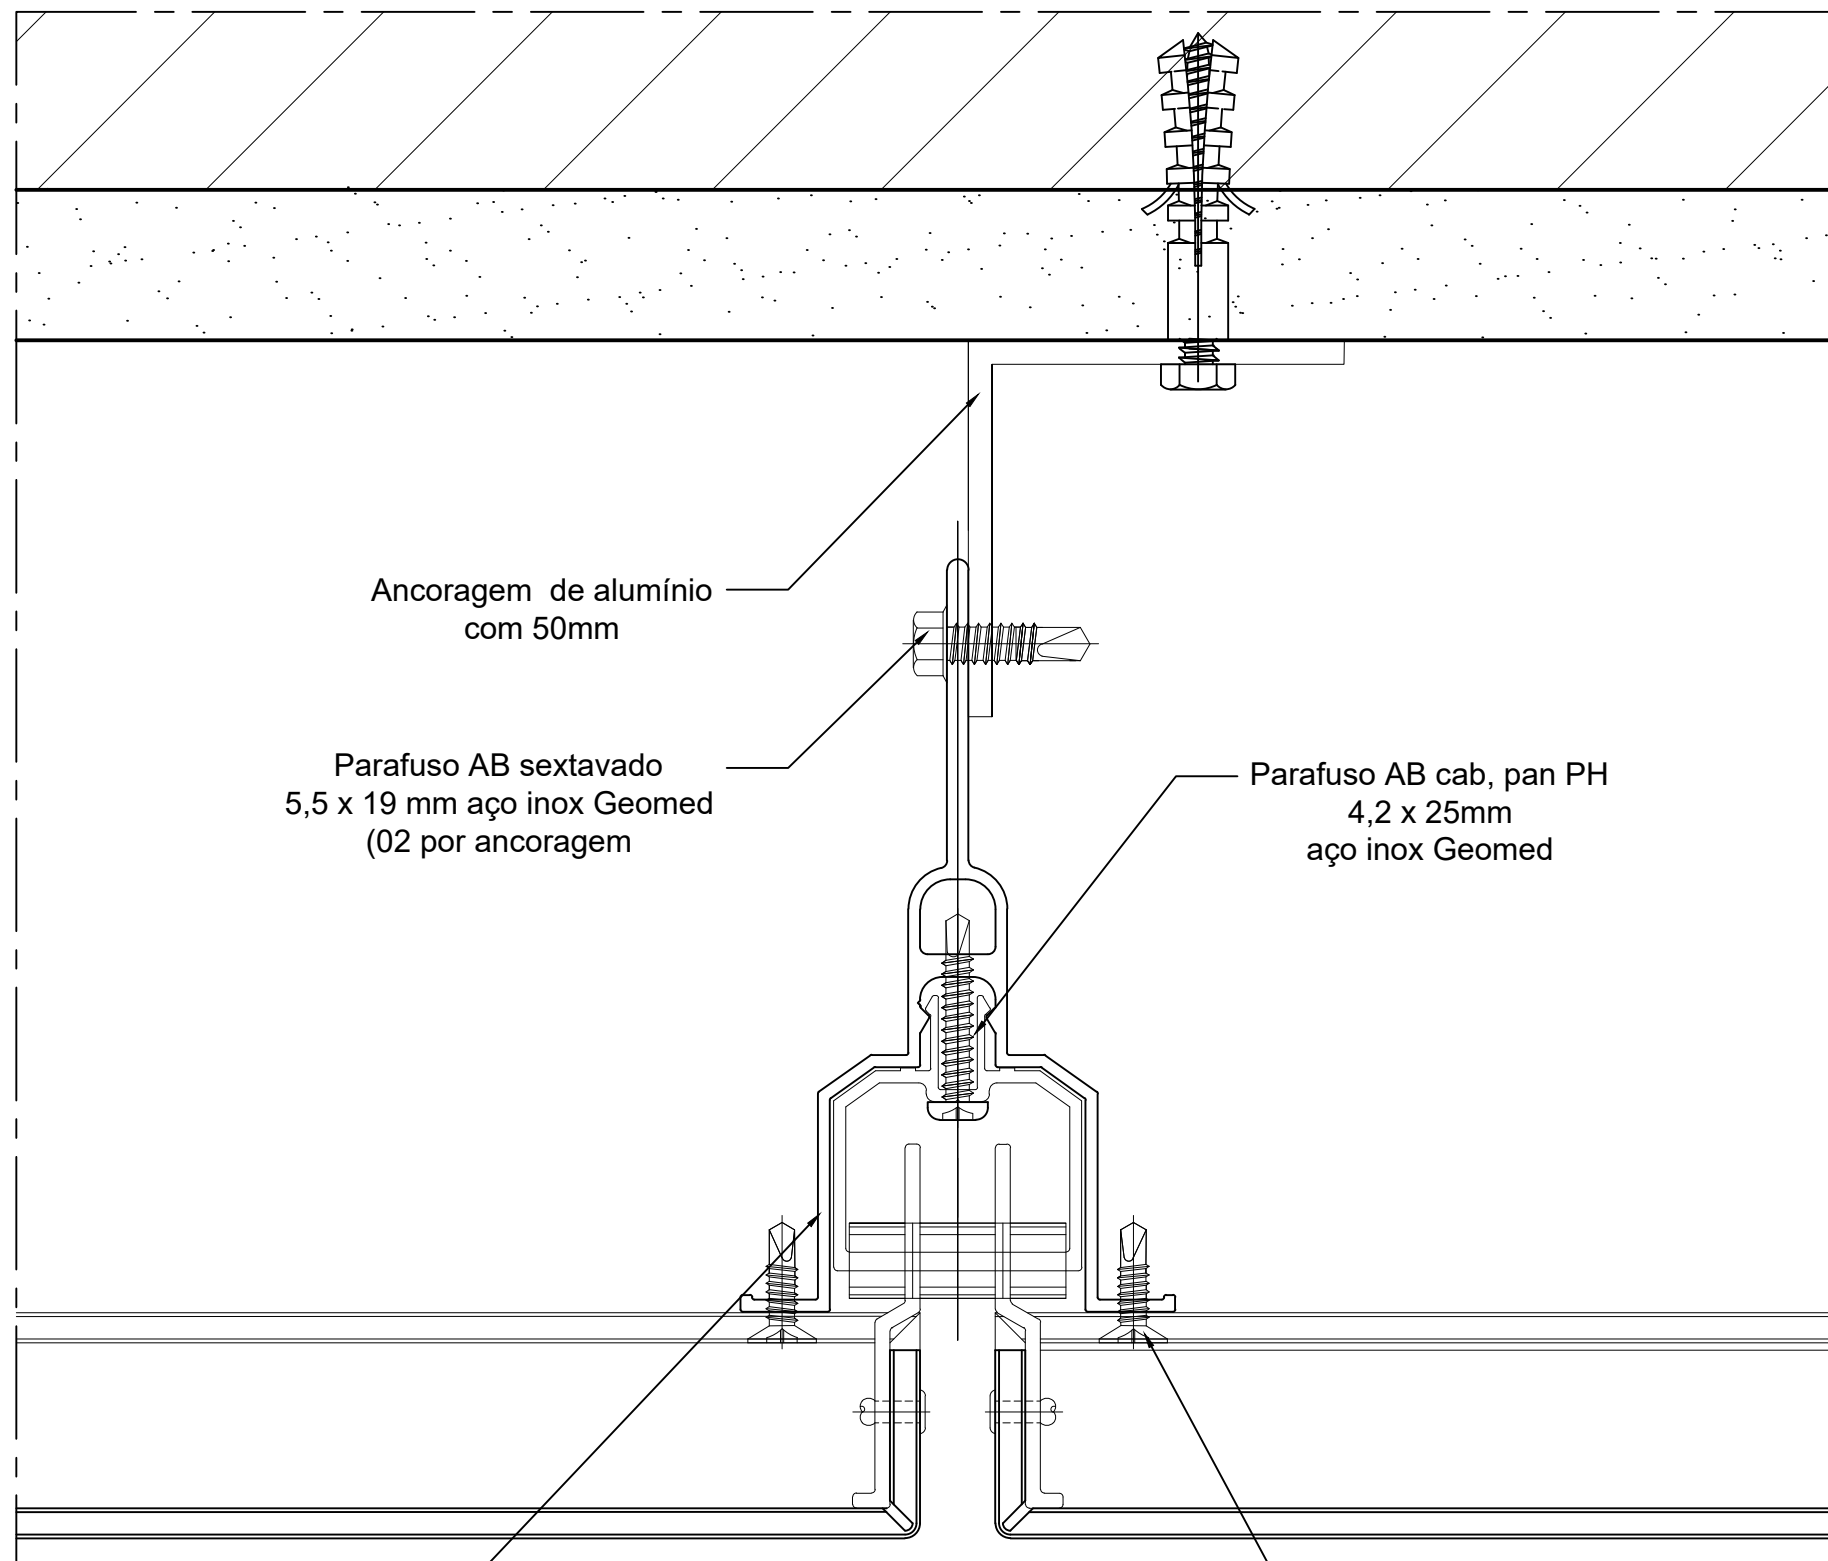 Ancoragem  de alumínio
com 50mm
Parafuso AB sextavado
5,5 x 19 mm aço inox Geomed
(02 por ancoragem
Parafuso AB cab, pan PH
4,2 x 25mm
aço inox Geomed